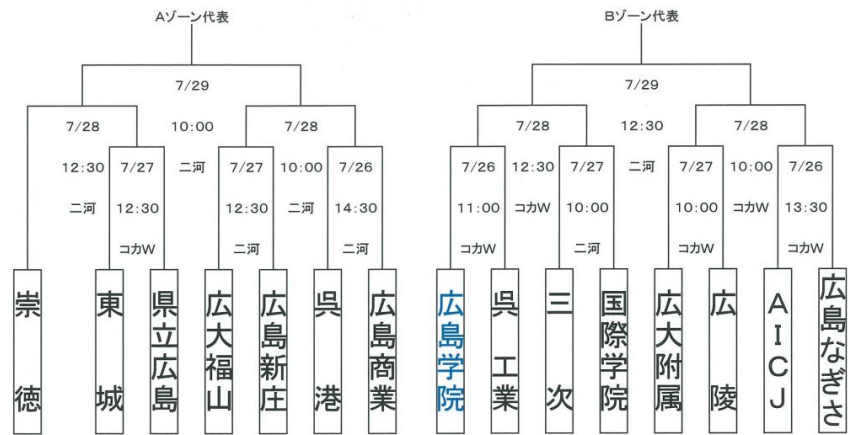 Aゾーン代表
Bゾーン代表
7/29
7/29
7/28
10:00
7/28
7/28
12:30
7/28
12:30
7/27
二河
7/27
10:00
7/26
7/26
12:30
7/27
二河
7/27
10:00
7/26
二河
12:30
12:30
二河
14:30
11:00
コカW
10:00
10:00
コカW
13:30
コカW
二河
二河
コカW
二河
コカW
コカW
崇徳
東城
県立広島
広大福山
広島新庄
呉港
広島商業
広島学院
呉工業
三次
国際学院
広大附属
広陵
AICJ
広島なぎさ